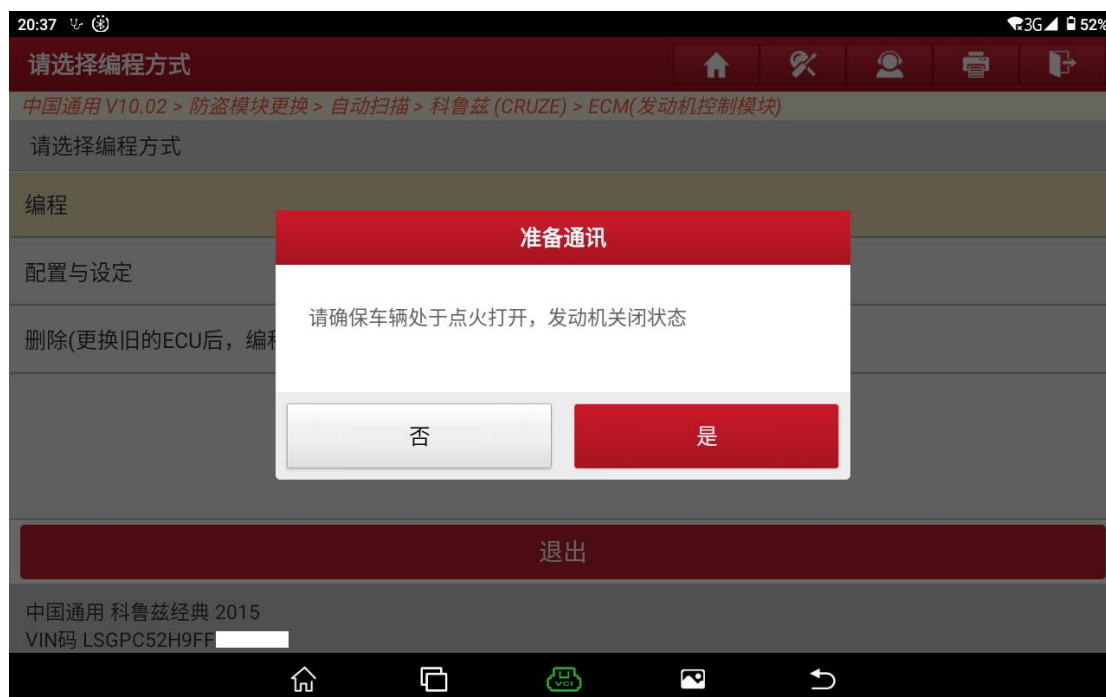 20:37 3G 52%
请选择编程方式
中国通用 V10.02 > 防盗模块更换 > 自动扫描 > 科鲁兹 (CRUZE) > ECM(发动机控制模块)
请选择编程方式
编程
准备通讯
配置与设定
请确保车辆处于点火打开，发动机关闭状态
删除(更换旧的ECU后，编程
否
是
退出
中国通用 科鲁兹经典 2015
VIN码 LSGPC52H9FF
VCI